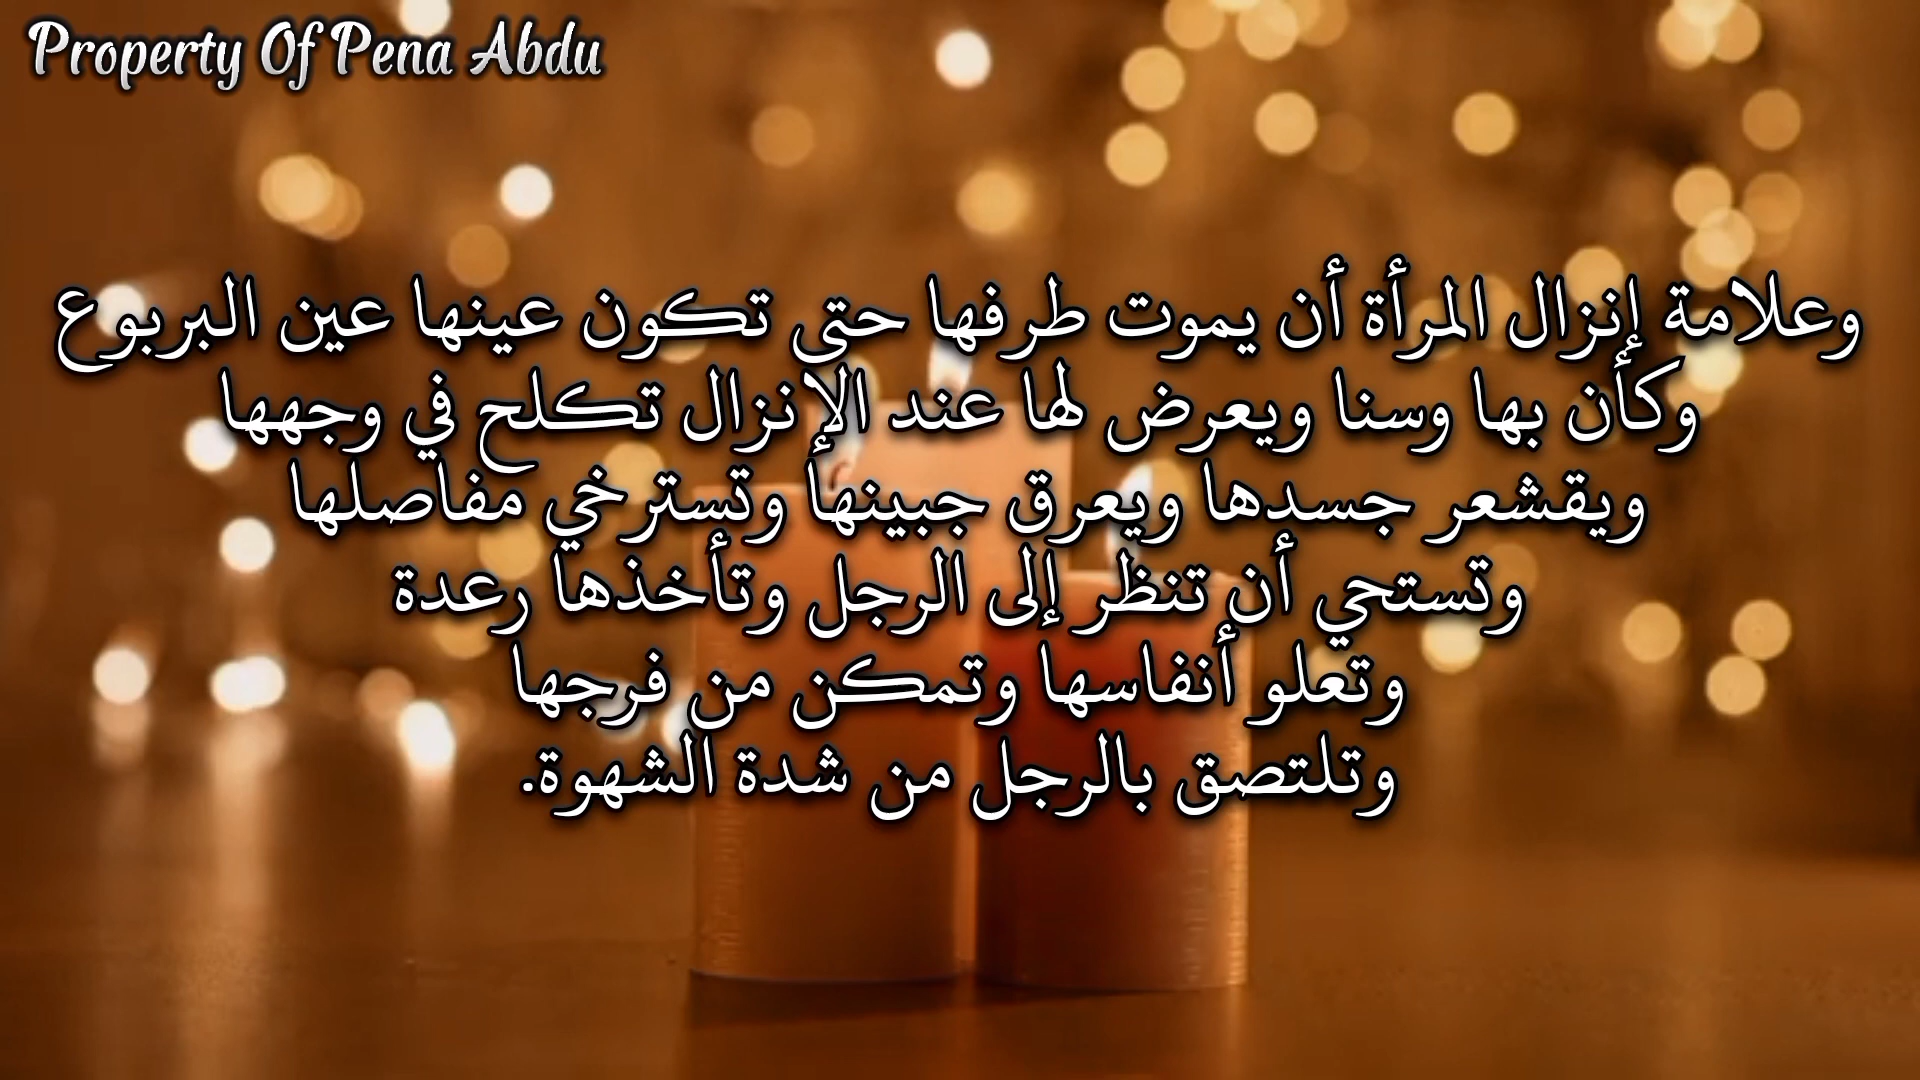 Property Of Pena Abdu
وعلامة إنزال المرأة أن يموت طرفها حتى تكون عينها عين البربوع
وكأن بها وسنا ويعرض لها عند الإنزال تكلح في وجهها
ويقشعر جسدها ويعرق جبينها وتسترخي مفاصلها
وتستحي أن تنظر إلى الرجل وتأخذها رعدة
وتعلو أنفاسها وتمكن من فرجها
وتلتصق بالرجل من شدة الشهوة.